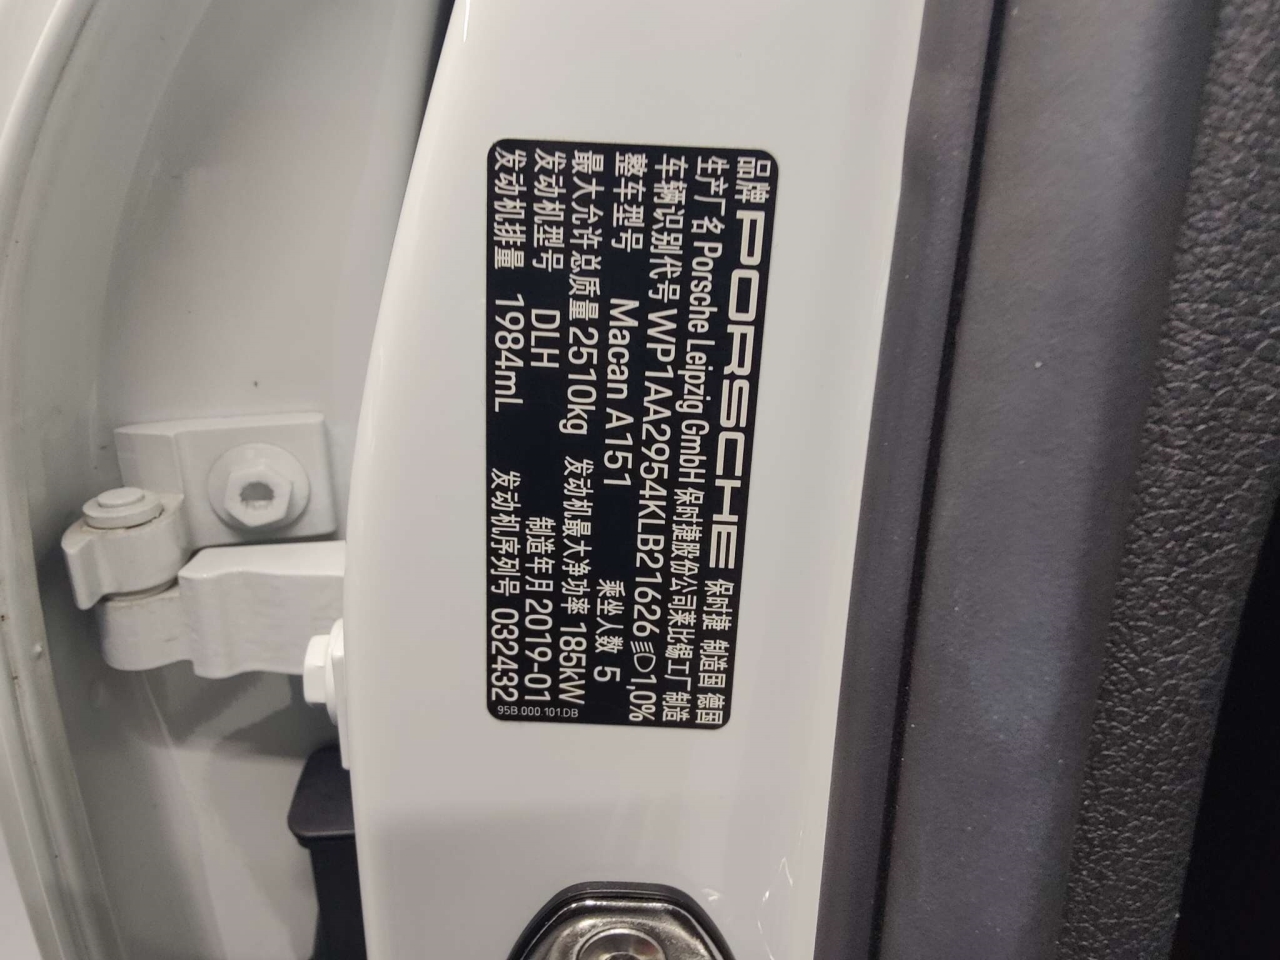 品牌 PORSCHE 保时捷 制造国 德国
生产厂名 Porsche Leipzig GmbH 保时捷股份公司莱比锡工厂 制造
车辆识别代号 WP1AA2954KLB21626 1,0%
整车型号 Macan A151 乘坐人数 5
最大允许总质量 2510kg 发动机最大净功率 185kW
发动机型号 DLH 制造年月 2019-01
发动机排量 1984mL 发动机序列号 032432
95B.000.101.DB